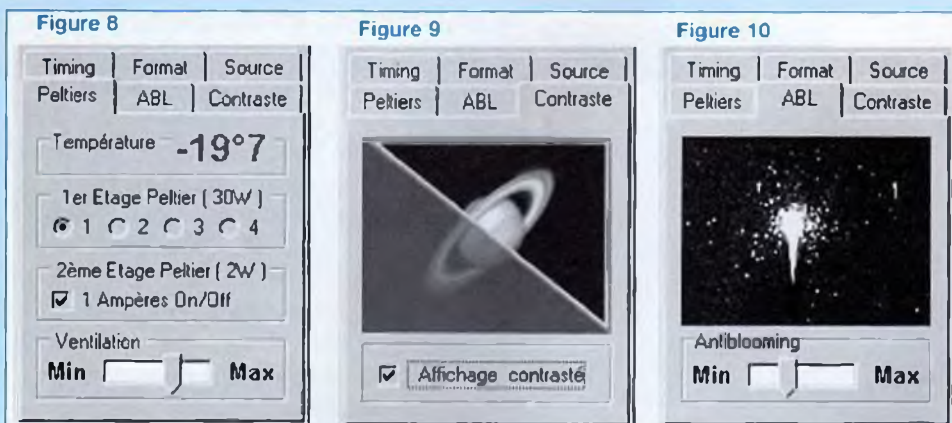 Figure 8
Timing Format Source
Peltiers ABL Contraste
Température -19°7
1er Etage Peltier ( 30W )
1 2 3 4
2ème Etage Peltier ( 2W )
1 Ampères On/Off
Ventilation
Min Max
Figure 9
Timing Format Source
Peltiers ABL Contraste
Affichage contrasté
Figure 10
Timing Format Source
Peltiers ABL Contraste
Antiblooming
Min Max